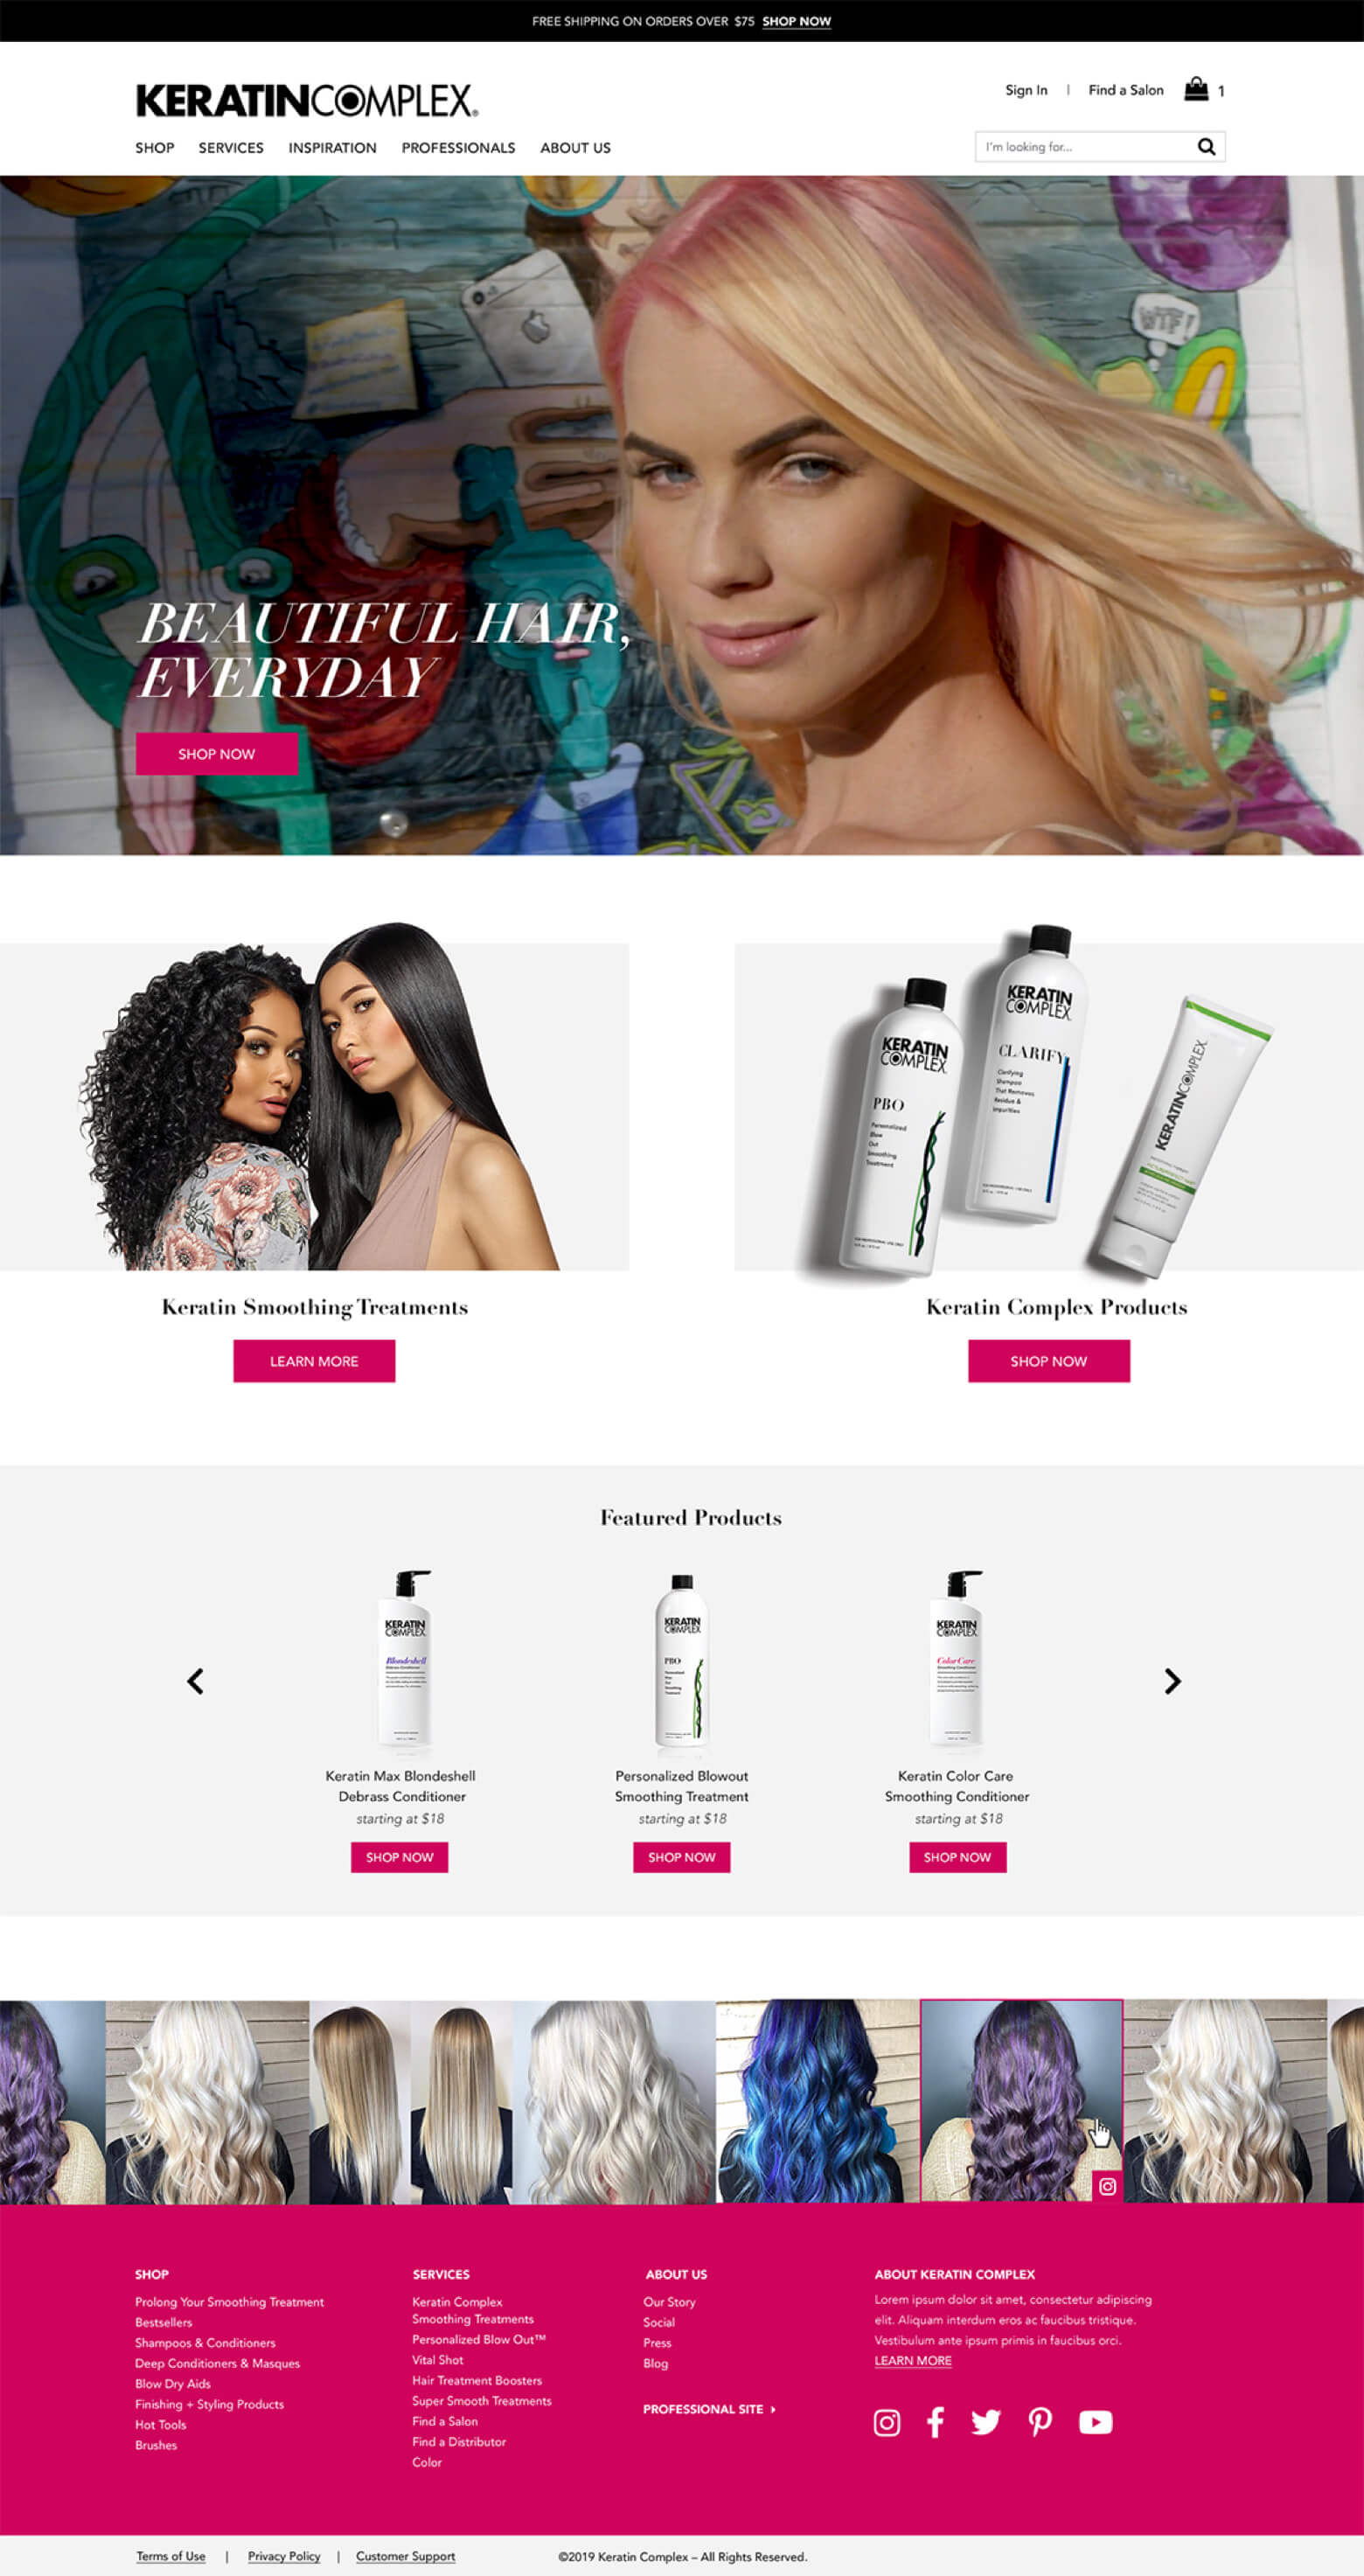 FREE SHIPPING ON ORDERS OVER $75 SHOP NOW
KERATINCOMPLEX®
Sign In | Find a Salon 1
SHOP SERVICES INSPIRATION PROFESSIONALS ABOUT US
I'm looking for...
WTF!
BEAUTIFUL HAIR,
EVERYDAY
SHOP NOW
KERATIN
COMPLEX
PBO
Personalized
Blow
Out
Smoothing
Treatment
KERATIN
COMPLEX
CLARIFY
Clarifying
Shampoo
That Removes
Residue &
Impurities
KERATINCOMPLEX
Keratin Smoothing Treatments
LEARN MORE
Keratin Complex Products
SHOP NOW
Featured Products
KERATIN
COMPLEX
Blondeshell
KERATIN
COMPLEX
PBO
KERATIN
COMPLEX
Color Care
Keratin Max Blondeshell
Debrass Conditioner
starting at $18
SHOP NOW
Personalized Blowout
Smoothing Treatment
starting at $18
SHOP NOW
Keratin Color Care
Smoothing Conditioner
starting at $18
SHOP NOW
SHOP
Prolong Your Smoothing Treatment
Bestsellers
Shampoos & Conditioners
Deep Conditioners & Masques
Blow Dry Aids
Finishing + Styling Products
Hot Tools
Brushes
SERVICES
Keratin Complex
Smoothing Treatments
Personalized Blow Out™
Vital Shot
Hair Treatment Boosters
Super Smooth Treatments
Find a Salon
Find a Distributor
Color
ABOUT US
Our Story
Social
Press
Blog
PROFESSIONAL SITE
ABOUT KERATIN COMPLEX
Lorem ipsum dolor sit amet, consectetur adipiscing
elit. Aliquam interdum eros ac faucibus tristique.
Vestibulum ante ipsum primis in faucibus orci.
LEARN MORE
Terms of Use | Privacy Policy | Customer Support
©2019 Keratin Complex – All Rights Reserved.